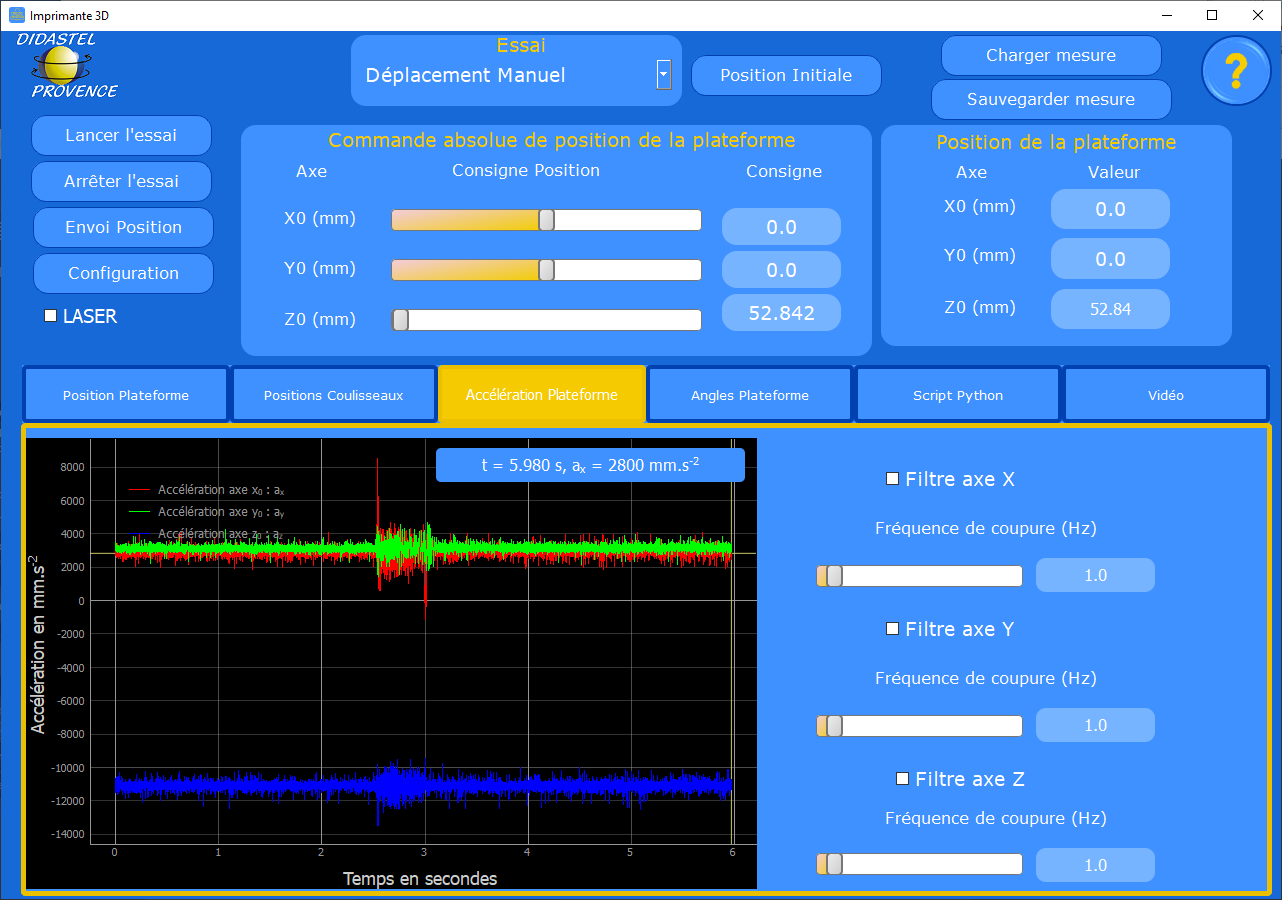 Imprimante 3D
DIDASTEL
PROVENCE
Essai
Déplacement Manuel
Position Initiale
Charger mesure
Sauvegarder mesure
?
Lancer l'essai
Arrêter l'essai
Envoi Position
Configuration
LASER
Commande absolue de position de la plateforme
Axe Consigne Position Consigne
X0 (mm) 0.0
Y0 (mm) 0.0
Z0 (mm) 52.842
Position de la plateforme
Axe Valeur
X0 (mm) 0.0
Y0 (mm) 0.0
Z0 (mm) 52.84
Position Plateforme
Positions Coulisseaux
Accélération Plateforme
Angles Plateforme
Script Python
Vidéo
t = 5.980 s, aₓ = 2800 mm.s⁻²
Accélération axe x₀ : aₓ
Accélération axe y₀ : a_y
Accélération axe z₀ : a_z
Accélération en mm.s⁻²
8000
6000
4000
2000
0
-2000
-4000
-6000
-8000
-10000
-12000
-14000
0 1 2 3 4 5 6
Temps en secondes
Filtre axe X
Fréquence de coupure (Hz)
1.0
Filtre axe Y
Fréquence de coupure (Hz)
1.0
Filtre axe Z
Fréquence de coupure (Hz)
1.0